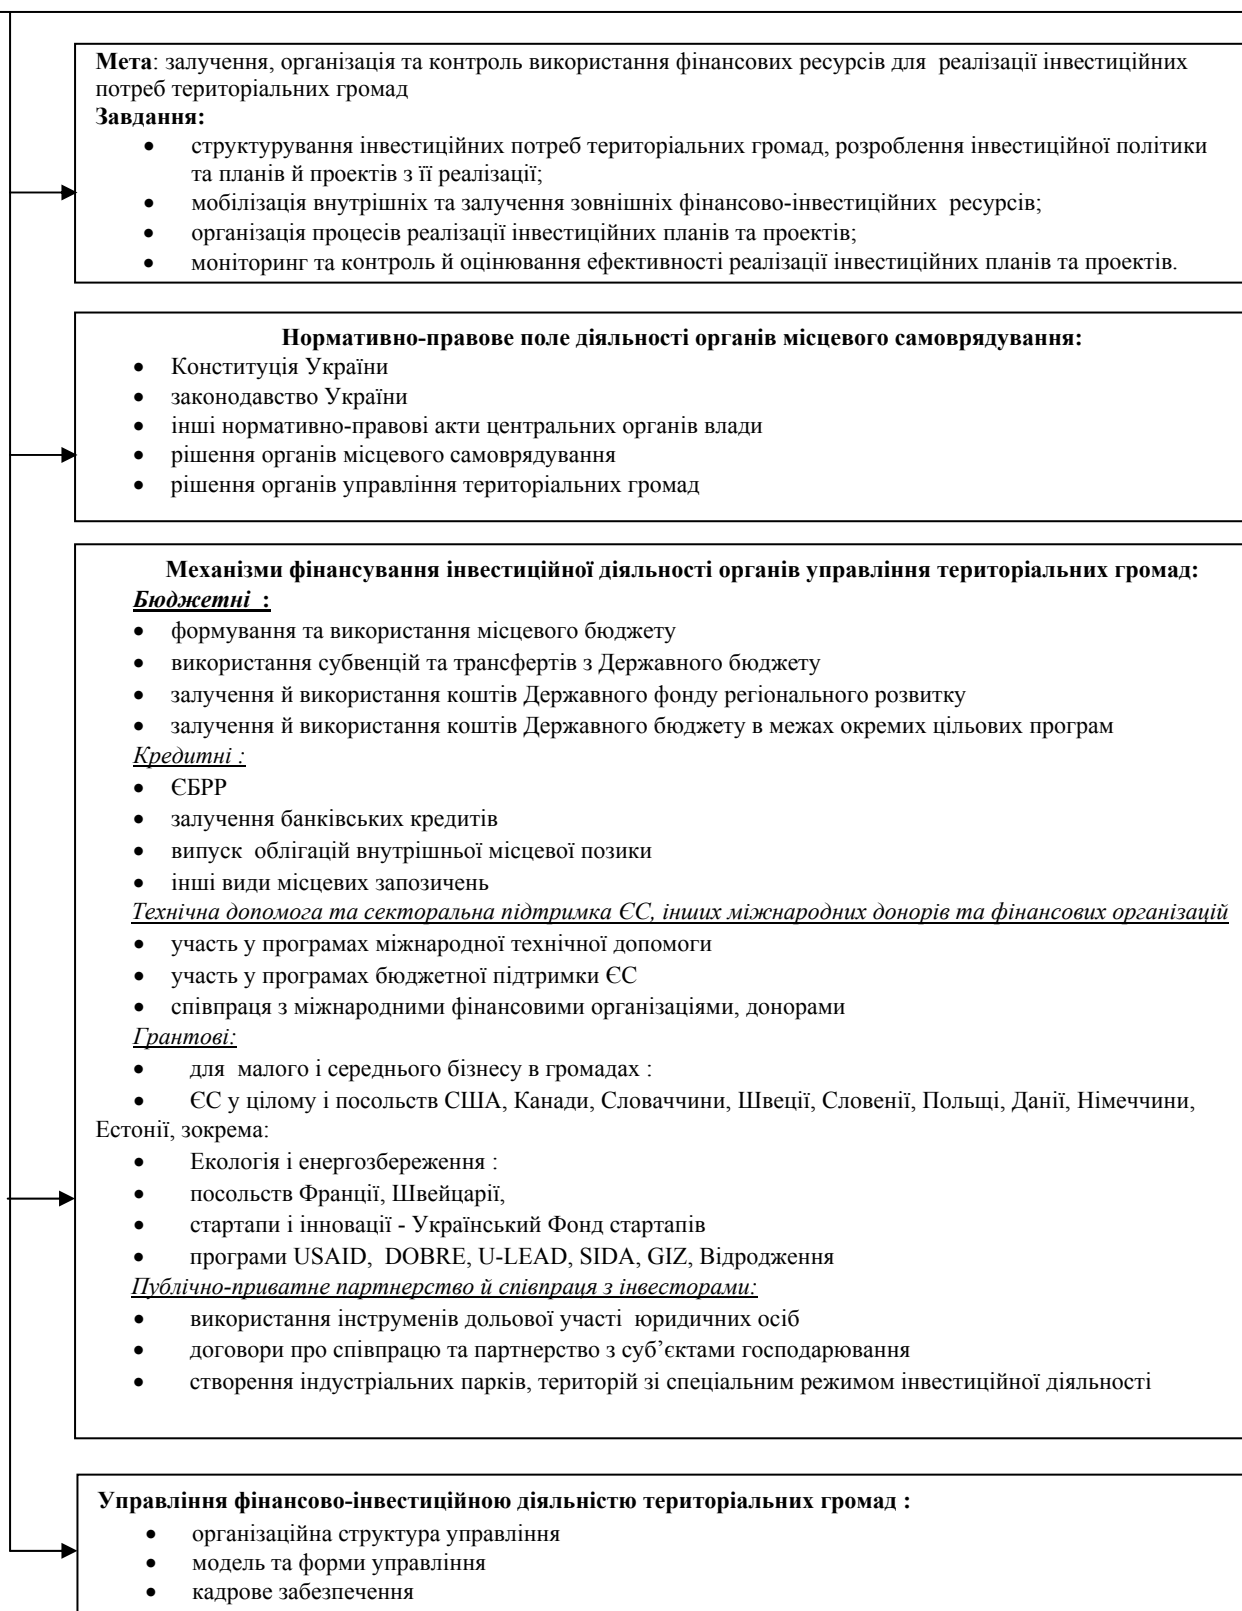 Мета: залучення, організація та контроль використання фінансових ресурсів для реалізації інвестиційних
потреб територіальних громад
Завдання:
• структурування інвестиційних потреб територіальних громад, розроблення інвестиційної політики
та планів й проектів з її реалізації;
• мобілізація внутрішніх та залучення зовнішніх фінансово-інвестиційних ресурсів;
• організація процесів реалізації інвестиційних планів та проектів;
• моніторинг та контроль й оцінювання ефективності реалізації інвестиційних планів та проектів.
Нормативно-правове поле діяльності органів місцевого самоврядування:
• Конституція України
• законодавство України
• інші нормативно-правові акти центральних органів влади
• рішення органів місцевого самоврядування
• рішення органів управління територіальних громад
Механізми фінансування інвестиційної діяльності органів управління територіальних громад:
Бюджетні :
• формування та використання місцевого бюджету
• використання субвенцій та трансфертів з Державного бюджету
• залучення й використання коштів Державного фонду регіонального розвитку
• залучення й використання коштів Державного бюджету в межах окремих цільових програм
Кредитні :
• ЄБРР
• залучення банківських кредитів
• випуск облігацій внутрішньої місцевої позики
• інші види місцевих запозичень
Технічна допомога та секторальна підтримка ЄС, інших міжнародних донорів та фінансових організацій
• участь у програмах міжнародної технічної допомоги
• участь у програмах бюджетної підтримки ЄС
• співпраця з міжнародними фінансовими організаціями, донорами
Грантові:
• для малого і середнього бізнесу в громадах :
• ЄС у цілому і посольств США, Канади, Словаччини, Швеції, Словенії, Польщі, Данії, Німеччини,
Естонії, зокрема:
• Екологія і енергозбереження :
• посольств Франції, Швейцарії,
• стартапи і інновації - Український Фонд стартапів
• програми USAID, DOBRE, U-LEAD, SIDA, GIZ, Відродження
Публічно-приватне партнерство й співпраця з інвесторами:
• використання інструменів дольової участі юридичних осіб
• договори про співпрацю та партнерство з суб’єктами господарювання
• створення індустріальних парків, територій зі спеціальним режимом інвестиційної діяльності
Управління фінансово-інвестиційною діяльністю територіальних громад :
• організаційна структура управління
• модель та форми управління
• кадрове забезпечення